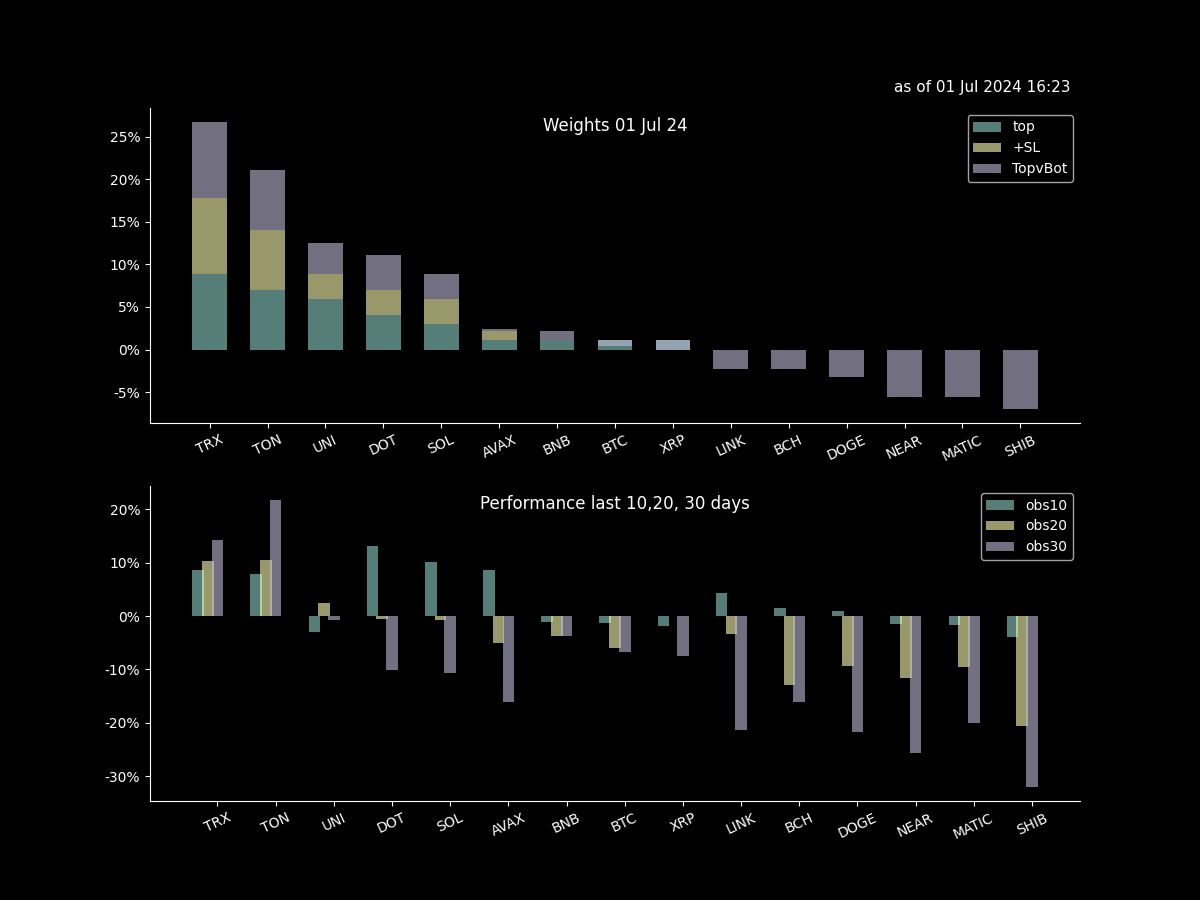 as of 01 Jul 2024 16:23
Weights 01 Jul 24
top
+SL
TopvBot
25%
20%
15%
10%
5%
0%
-5%
TRX TON UNI DOT SOL AVAX BNB BTC XRP LINK BCH DOGE NEAR MATIC SHIB
Performance last 10,20, 30 days
obs10
obs20
obs30
20%
10%
0%
-10%
-20%
-30%
TRX TON UNI DOT SOL AVAX BNB BTC XRP LINK BCH DOGE NEAR MATIC SHIB